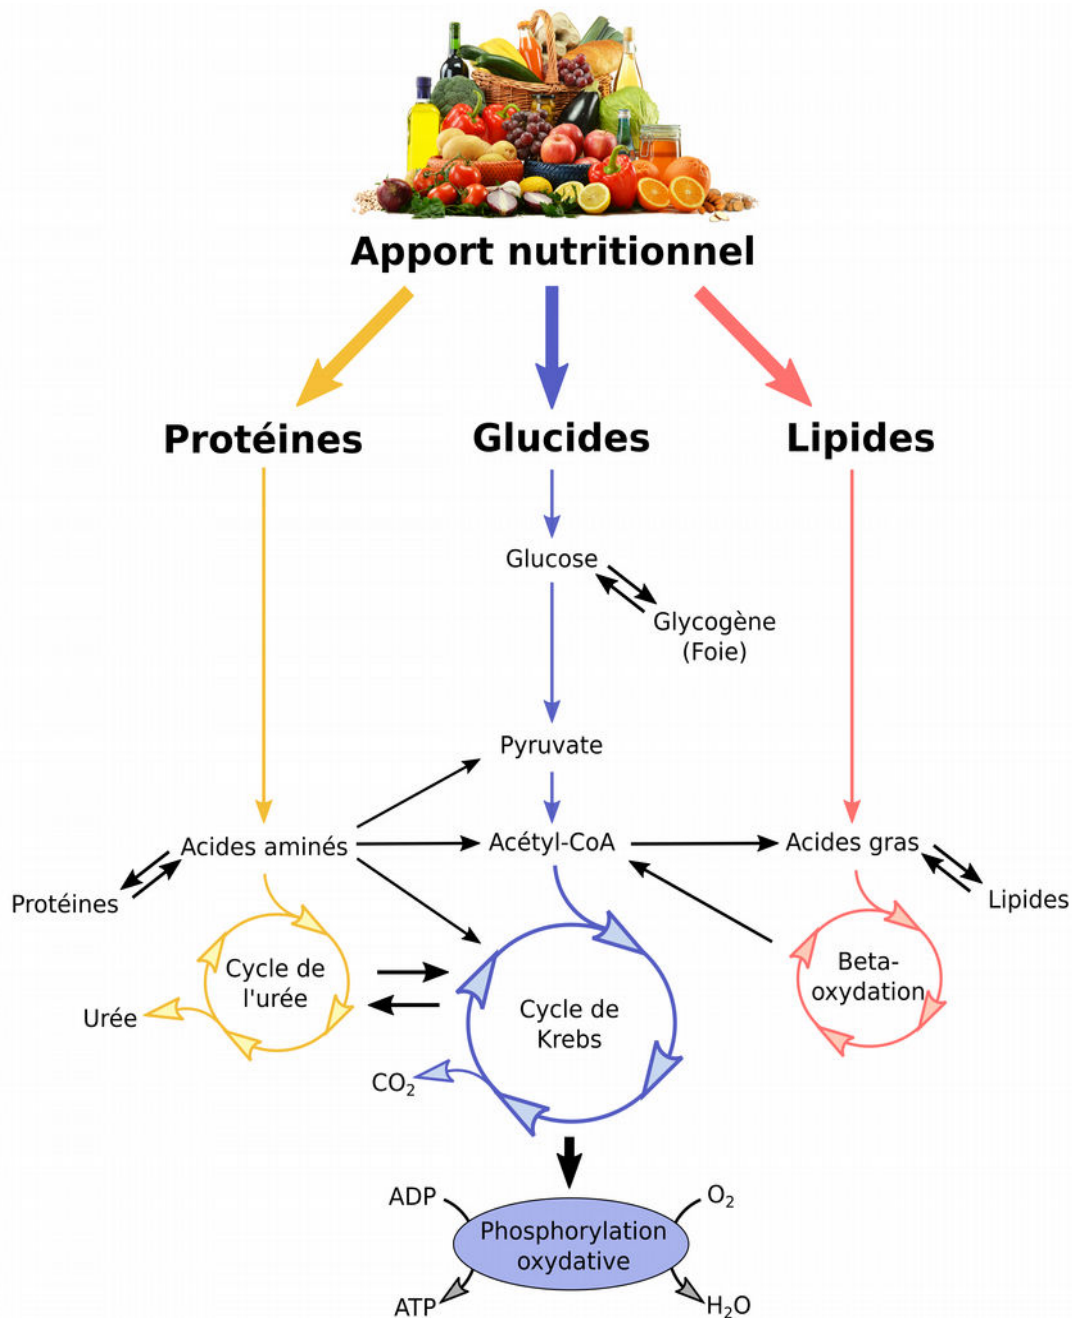 Apport nutritionnel
Protéines
Glucides
Lipides
Glucose
Glycogène
(Foie)
Pyruvate
Acides aminés
Acétyl-CoA
Acides gras
Protéines
Lipides
Cycle de
l'urée
Beta-
oxydation
Urée
Cycle de
Krebs
CO₂
ADP
O₂
Phosphorylation
oxydative
ATP
H₂O